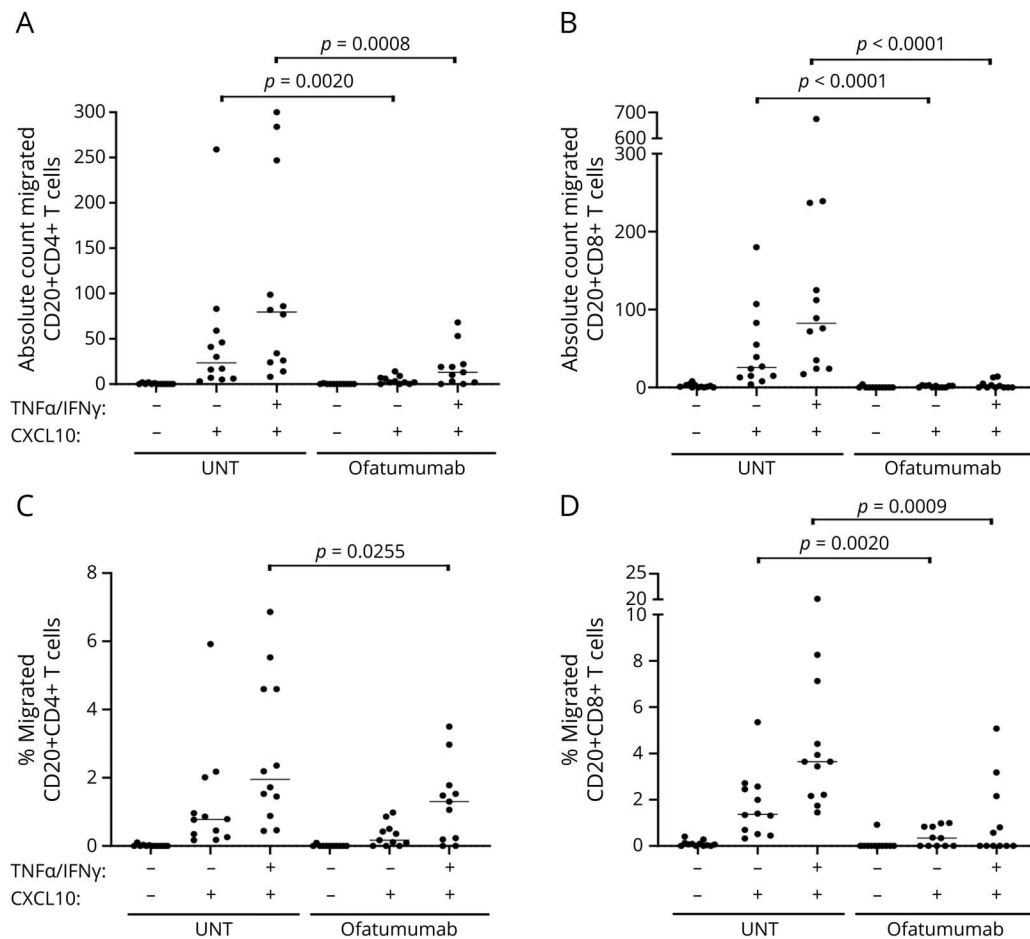 A
p = 0.0008
p = 0.0020
Absolute count migrated
CD20+CD4+ T cells
300
250
200
150
100
50
0
TNFα/IFNγ: – – + – – +
CXCL10: – + + – + +
UNT Ofatumumab
B
p < 0.0001
p < 0.0001
Absolute count migrated
CD20+CD8+ T cells
700
600
300
200
100
0
– – + – – +
– + + – + +
UNT Ofatumumab
C
p = 0.0255
% Migrated
CD20+CD4+ T cells
8
6
4
2
0
TNFα/IFNγ: – – + – – +
CXCL10: – + + – + +
UNT Ofatumumab
D
p = 0.0009
p = 0.0020
% Migrated
CD20+CD8+ T cells
25
20
10
8
6
4
2
0
– – + – – +
– + + – + +
UNT Ofatumumab